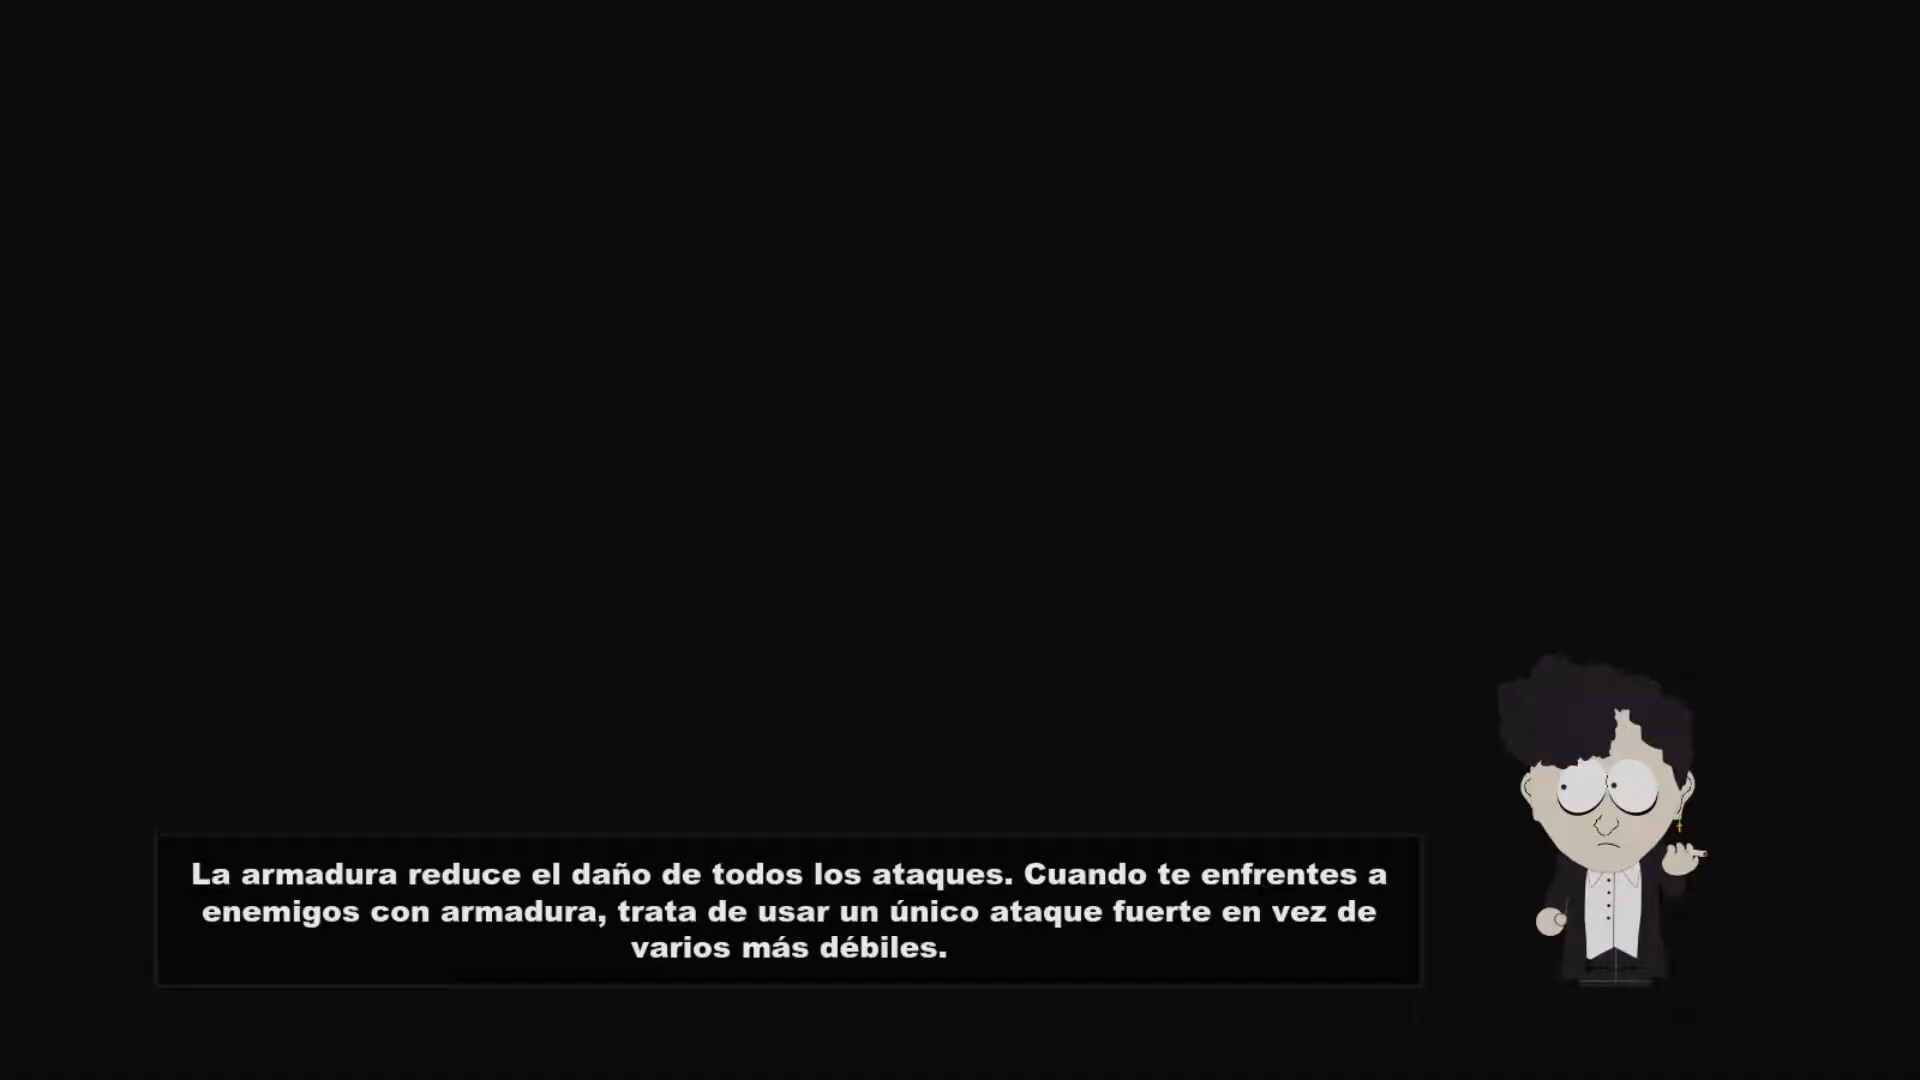 La armadura reduce el daño de todos los ataques. Cuando te enfrentes a
enemigos con armadura, trata de usar un único ataque fuerte en vez de
varios más débiles.